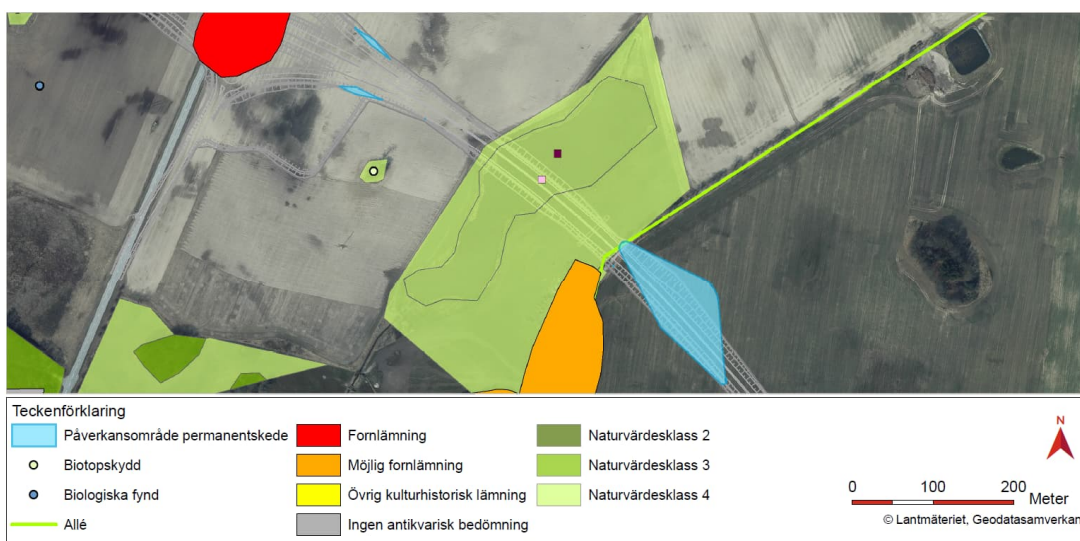 Teckenförklaring
Påverkansområde permanentskede
Biotopskydd
Biologiska fynd
Allé
Fornlämning
Möjlig fornlämning
Övrig kulturhistorisk lämning
Ingen antikvarisk bedömning
Naturvärdesklass 2
Naturvärdesklass 3
Naturvärdesklass 4
N
0 100 200 Meter
© Lantmäteriet, Geodatasamverkan